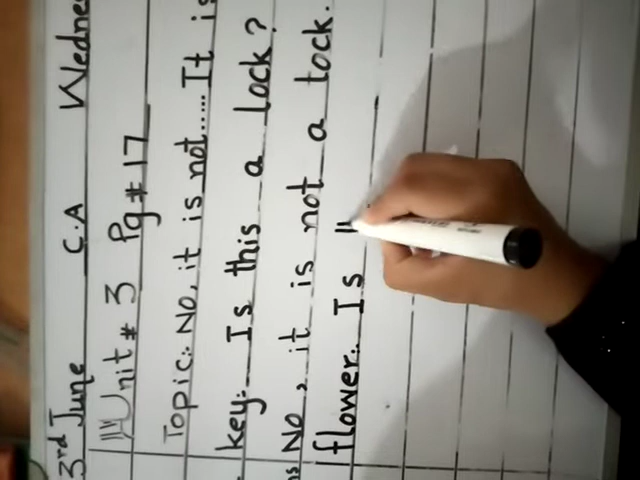 3rd June C.A Wednes
Unit # 3 Pg # 17
Topic:. No, it is not...... It is
key:- Is this a lock?
ns No, it is not a lock.
flower:. Is